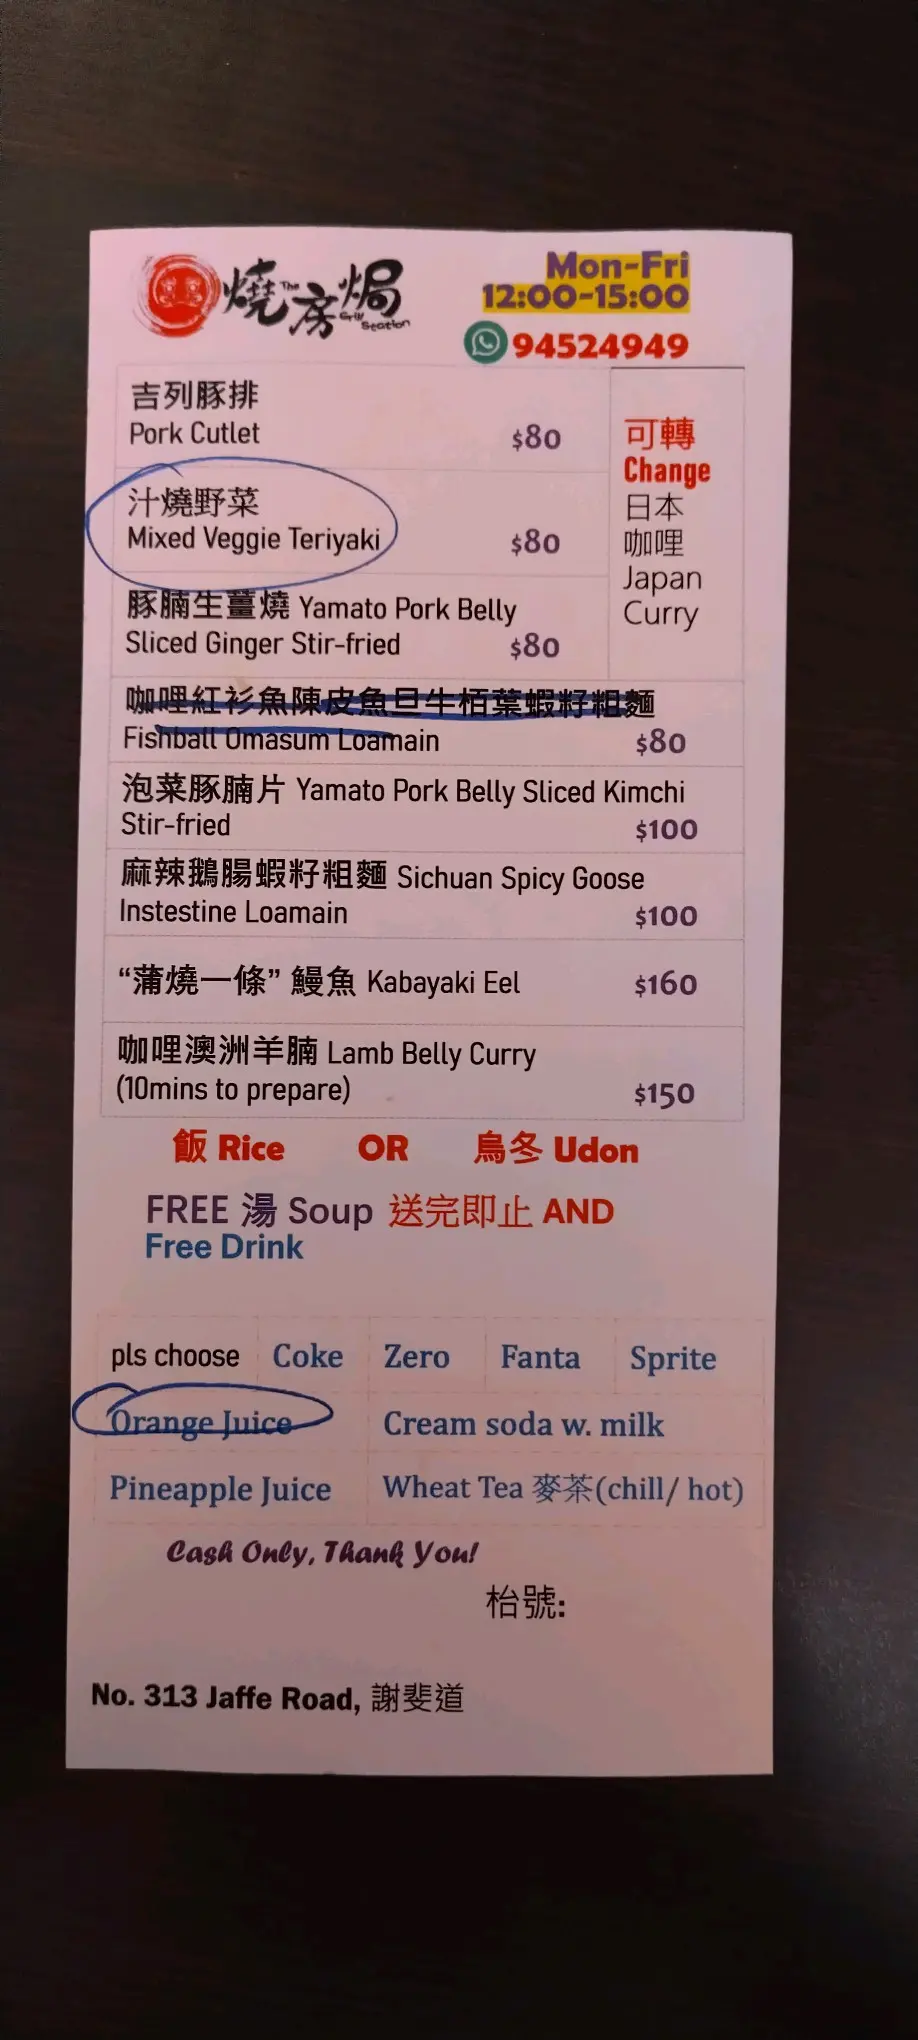 燒房焗
The Grill Station
Mon-Fri
12:00-15:00
94524949
吉列豚排
Pork Cutlet $80
汁燒野菜
Mixed Veggie Teriyaki $80
豚腩生薑燒 Yamato Pork Belly
Sliced Ginger Stir-fried $80
可轉
Change
日本
咖哩
Japan
Curry
咖哩紅衫魚陳皮魚旦牛栢葉蝦籽粗麵
Fishball Omasum Loamain $80
泡菜豚腩片 Yamato Pork Belly Sliced Kimchi
Stir-fried $100
麻辣鵝腸蝦籽粗麵 Sichuan Spicy Goose
Instestine Loamain $100
“蒲燒一條” 鰻魚 Kabayaki Eel $160
咖哩澳洲羊腩 Lamb Belly Curry
(10mins to prepare) $150
飯 Rice OR 烏冬 Udon
FREE 湯 Soup 送完即止 AND
Free Drink
pls choose Coke Zero Fanta Sprite
Orange Juice Cream soda w. milk
Pineapple Juice Wheat Tea 麥茶(chill/ hot)
Cash Only, Thank You!
枱號:
No. 313 Jaffe Road, 謝斐道